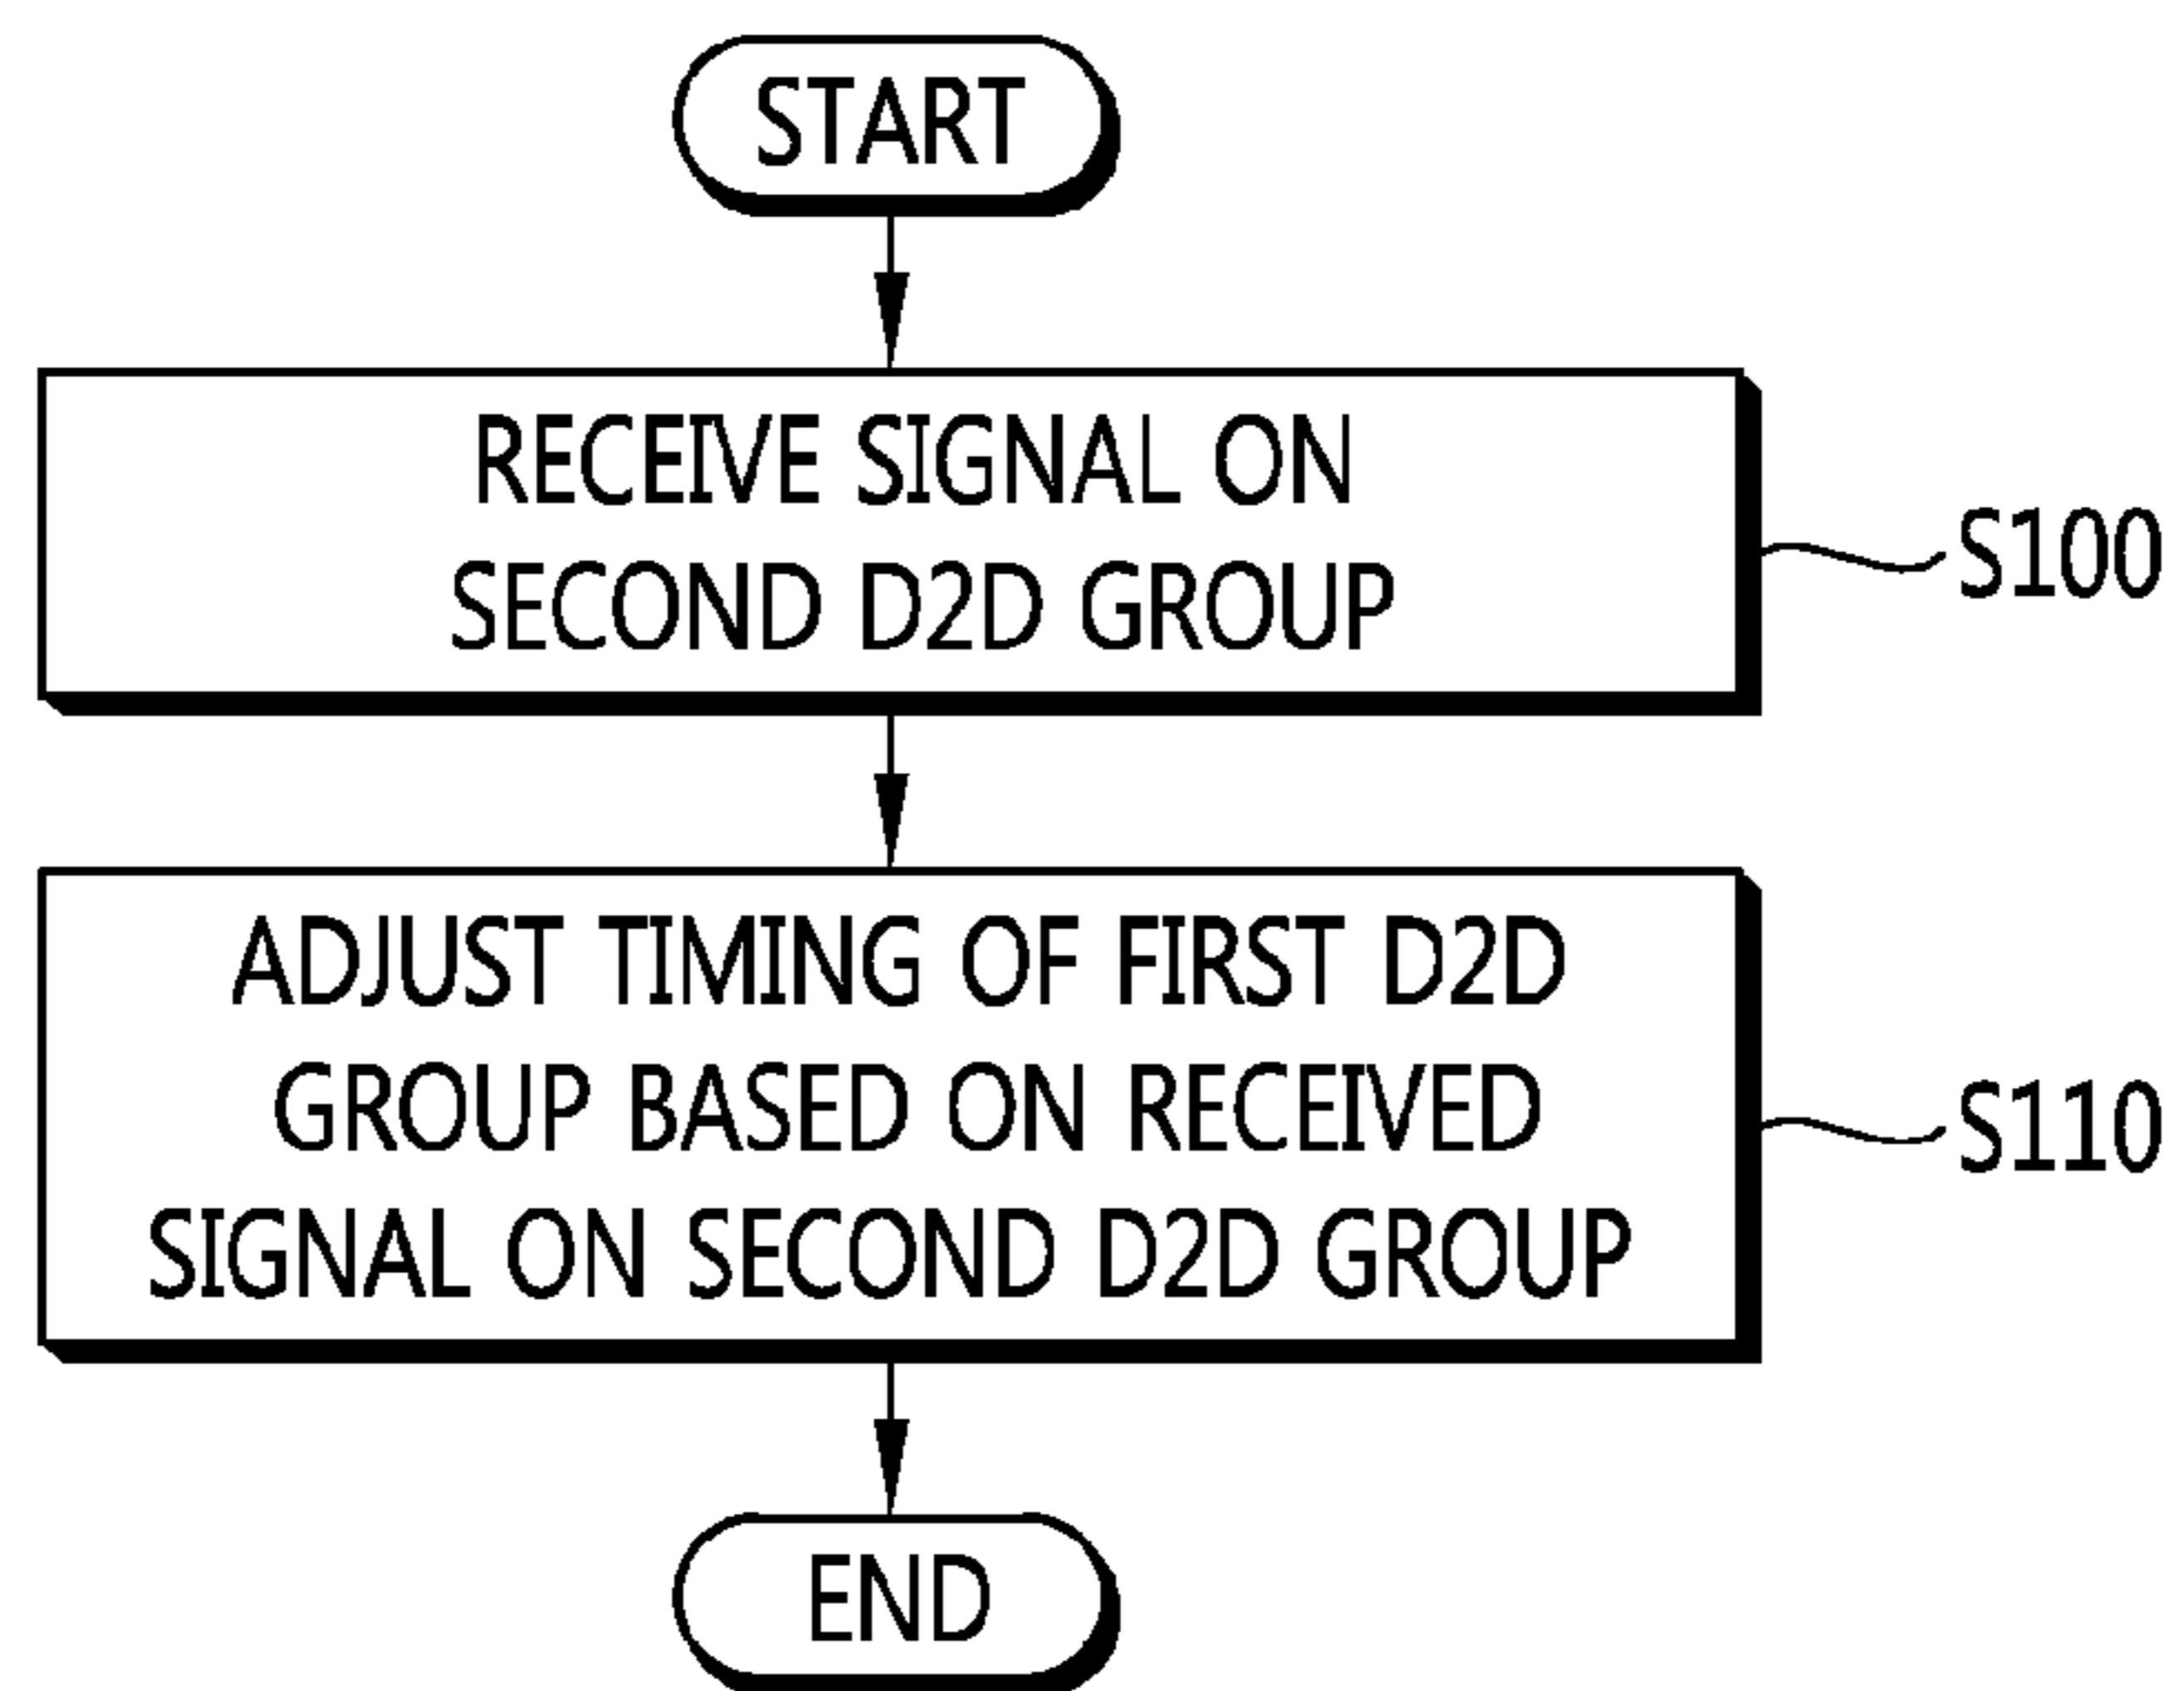 START
RECEIVE SIGNAL ON
SECOND D2D GROUP
S100
ADJUST TIMING OF FIRST D2D
GROUP BASED ON RECEIVED
SIGNAL ON SECOND D2D GROUP
S110
END